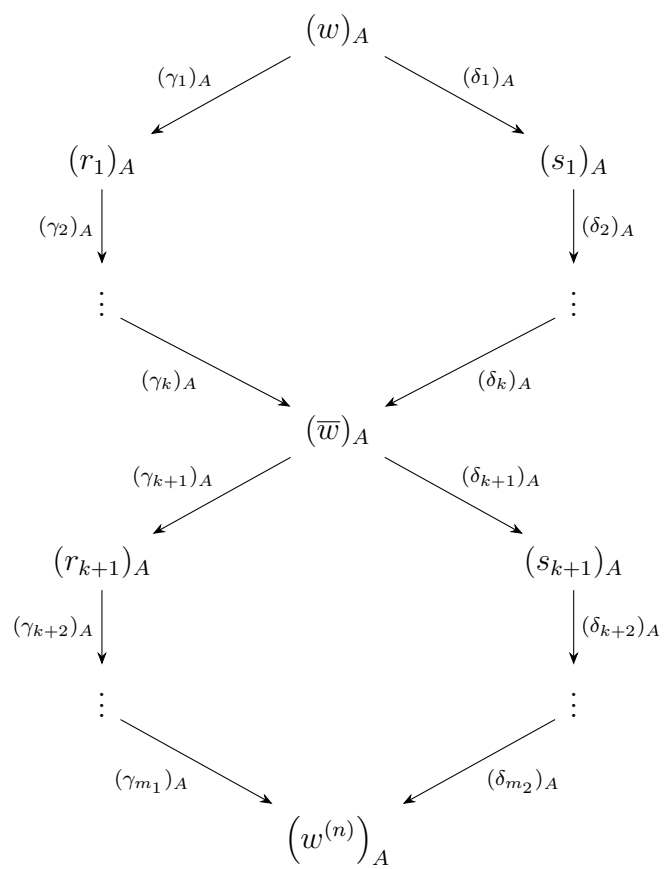 (w)_A
(γ_1)_A (δ_1)_A
(r_1)_A (s_1)_A
(γ_2)_A (δ_2)_A
⋮ ⋮
(γ_k)_A (δ_k)_A
(w̅)_A
(γ_{k+1})_A (δ_{k+1})_A
(r_{k+1})_A (s_{k+1})_A
(γ_{k+2})_A (δ_{k+2})_A
⋮ ⋮
(γ_{m_1})_A (δ_{m_2})_A
(w^{(n)})_A